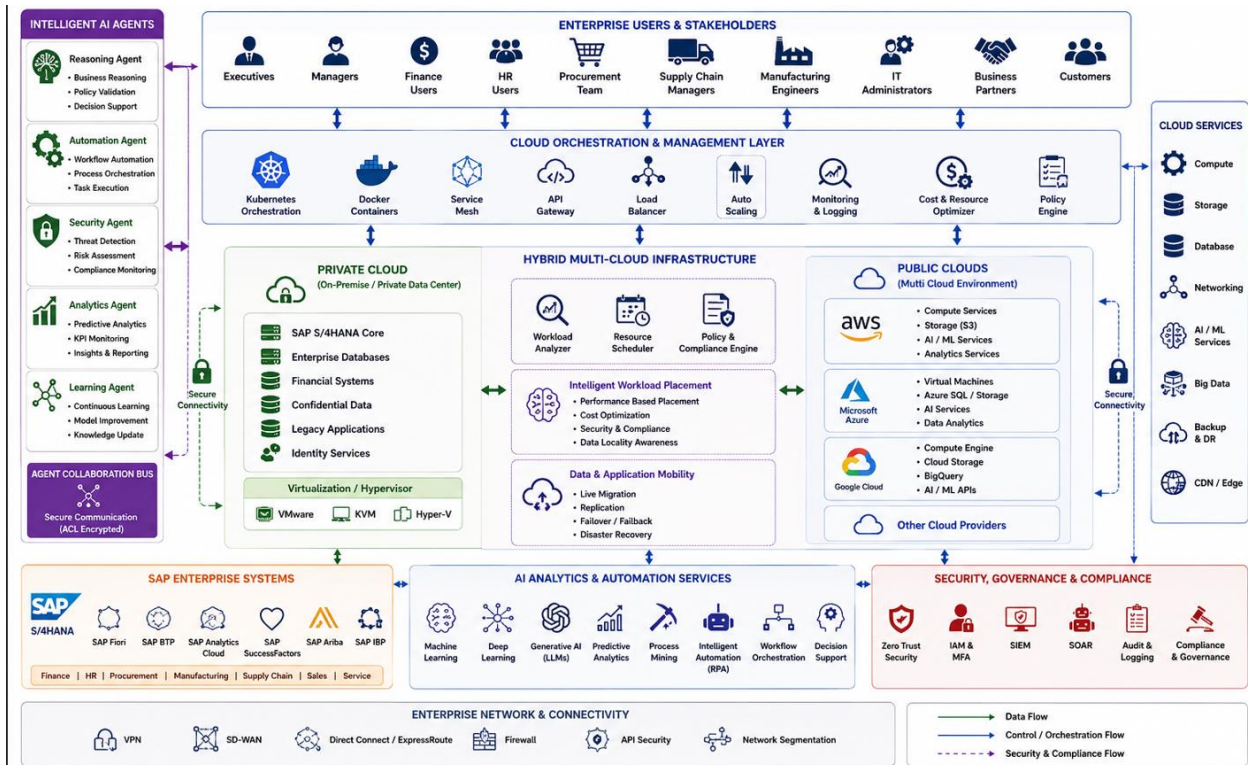 INTELLIGENT AI AGENTS
Reasoning Agent
• Business Reasoning
• Policy Validation
• Decision Support
Automation Agent
• Workflow Automation
• Process Orchestration
• Task Execution
Security Agent
• Threat Detection
• Risk Assessment
• Compliance Monitoring
Analytics Agent
• Predictive Analytics
• KPI Monitoring
• Insights & Reporting
Learning Agent
• Continuous Learning
• Model Improvement
• Knowledge Update
AGENT COLLABORATION BUS
Secure Communication
(ACL Encrypted)
ENTERPRISE USERS & STAKEHOLDERS
Executives
Managers
Finance
Users
HR
Users
Procurement
Team
Supply Chain
Managers
Manufacturing
Engineers
IT
Administrators
Business
Partners
Customers
CLOUD ORCHESTRATION & MANAGEMENT LAYER
Kubernetes
Orchestration
Docker
Containers
Service
Mesh
API
Gateway
Load
Balancer
Auto
Scaling
Monitoring
& Logging
Cost & Resource
Optimizer
Policy
Engine
Secure
Connectivity
PRIVATE CLOUD
(On-Premise / Private Data Center)
SAP S/4HANA Core
Enterprise Databases
Financial Systems
Confidential Data
Legacy Applications
Identity Services
Virtualization / Hypervisor
VMware
KVM
Hyper-V
HYBRID MULTI-CLOUD INFRASTRUCTURE
Workload
Analyzer
Resource
Scheduler
Policy &
Compliance Engine
Intelligent Workload Placement
• Performance Based Placement
• Cost Optimization
• Security & Compliance
• Data Locality Awareness
Data & Application Mobility
• Live Migration
• Replication
• Failover / Failback
• Disaster Recovery
PUBLIC CLOUDS
(Multi Cloud Environment)
aws
• Compute Services
• Storage (S3)
• AI / ML Services
• Analytics Services
Microsoft
Azure
• Virtual Machines
• Azure SQL / Storage
• AI Services
• Data Analytics
Google Cloud
• Compute Engine
• Cloud Storage
• BigQuery
• AI / ML APIs
Other Cloud Providers
Secure
Connectivity
CLOUD SERVICES
Compute
Storage
Database
Networking
AI / ML
Services
Big Data
Backup
& DR
CDN / Edge
SAP ENTERPRISE SYSTEMS
SAP
S/4HANA
SAP Fiori
SAP BTP
SAP Analytics
Cloud
SAP
SuccessFactors
SAP Ariba
SAP IBP
Finance | HR | Procurement | Manufacturing | Supply Chain | Sales | Service
AI ANALYTICS & AUTOMATION SERVICES
Machine
Learning
Deep
Learning
Generative AI
(LLMs)
Predictive
Analytics
Process
Mining
Intelligent
Automation
(RPA)
Workflow
Orchestration
Decision
Support
SECURITY, GOVERNANCE & COMPLIANCE
Zero Trust
Security
IAM &
MFA
SIEM
SOAR
Audit &
Logging
Compliance
& Governance
ENTERPRISE NETWORK & CONNECTIVITY
VPN
SD-WAN
Direct Connect / ExpressRoute
Firewall
API Security
Network Segmentation
Data Flow
Control / Orchestration Flow
Security & Compliance Flow